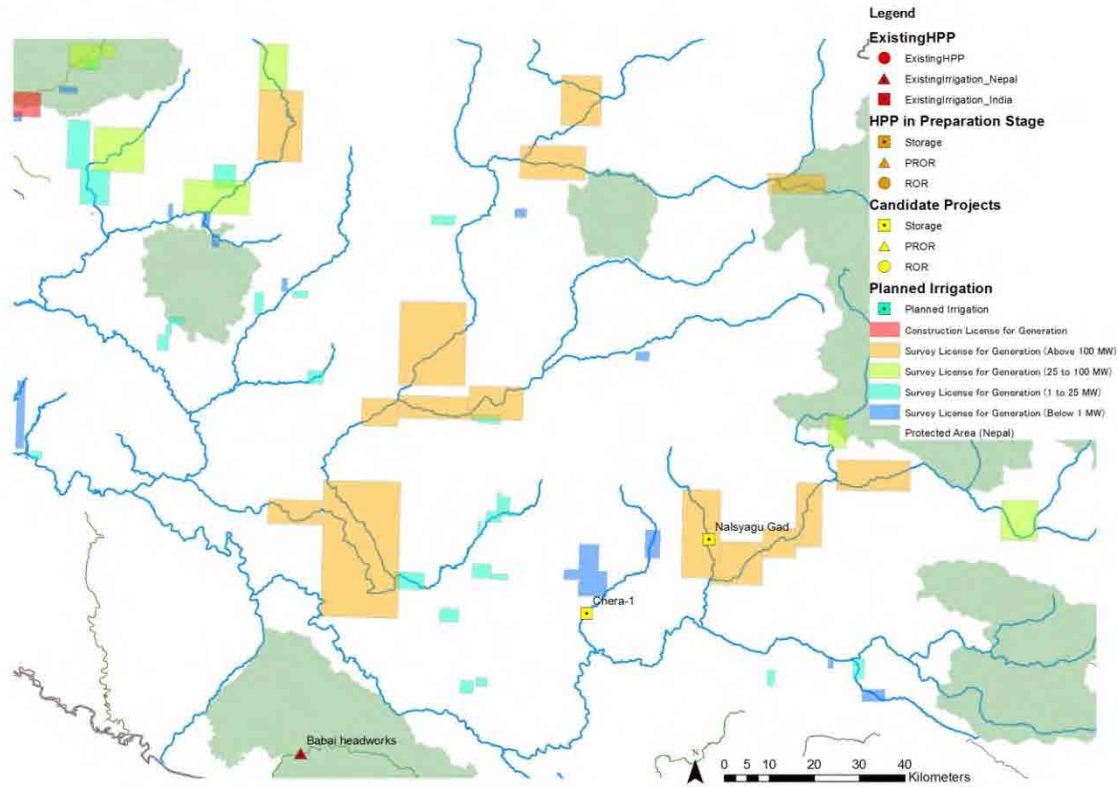 Legend
ExistingHPP
ExistingHPP
ExistingIrrigation_Nepal
ExistingIrrigation_India
HPP in Preparation Stage
Storage
PROR
ROR
Candidate Projects
Storage
PROR
ROR
Planned Irrigation
Planned Irrigation
Construction License for Generation
Survey License for Generation (Above 100 MW)
Survey License for Generation (25 to 100 MW)
Survey License for Generation (1 to 25 MW)
Survey License for Generation (Below 1 MW)
Protected Area (Nepal)
Nalsyagu Gad
Chera-1
Babai headworks
N
0 5 10 20 30 40
Kilometers